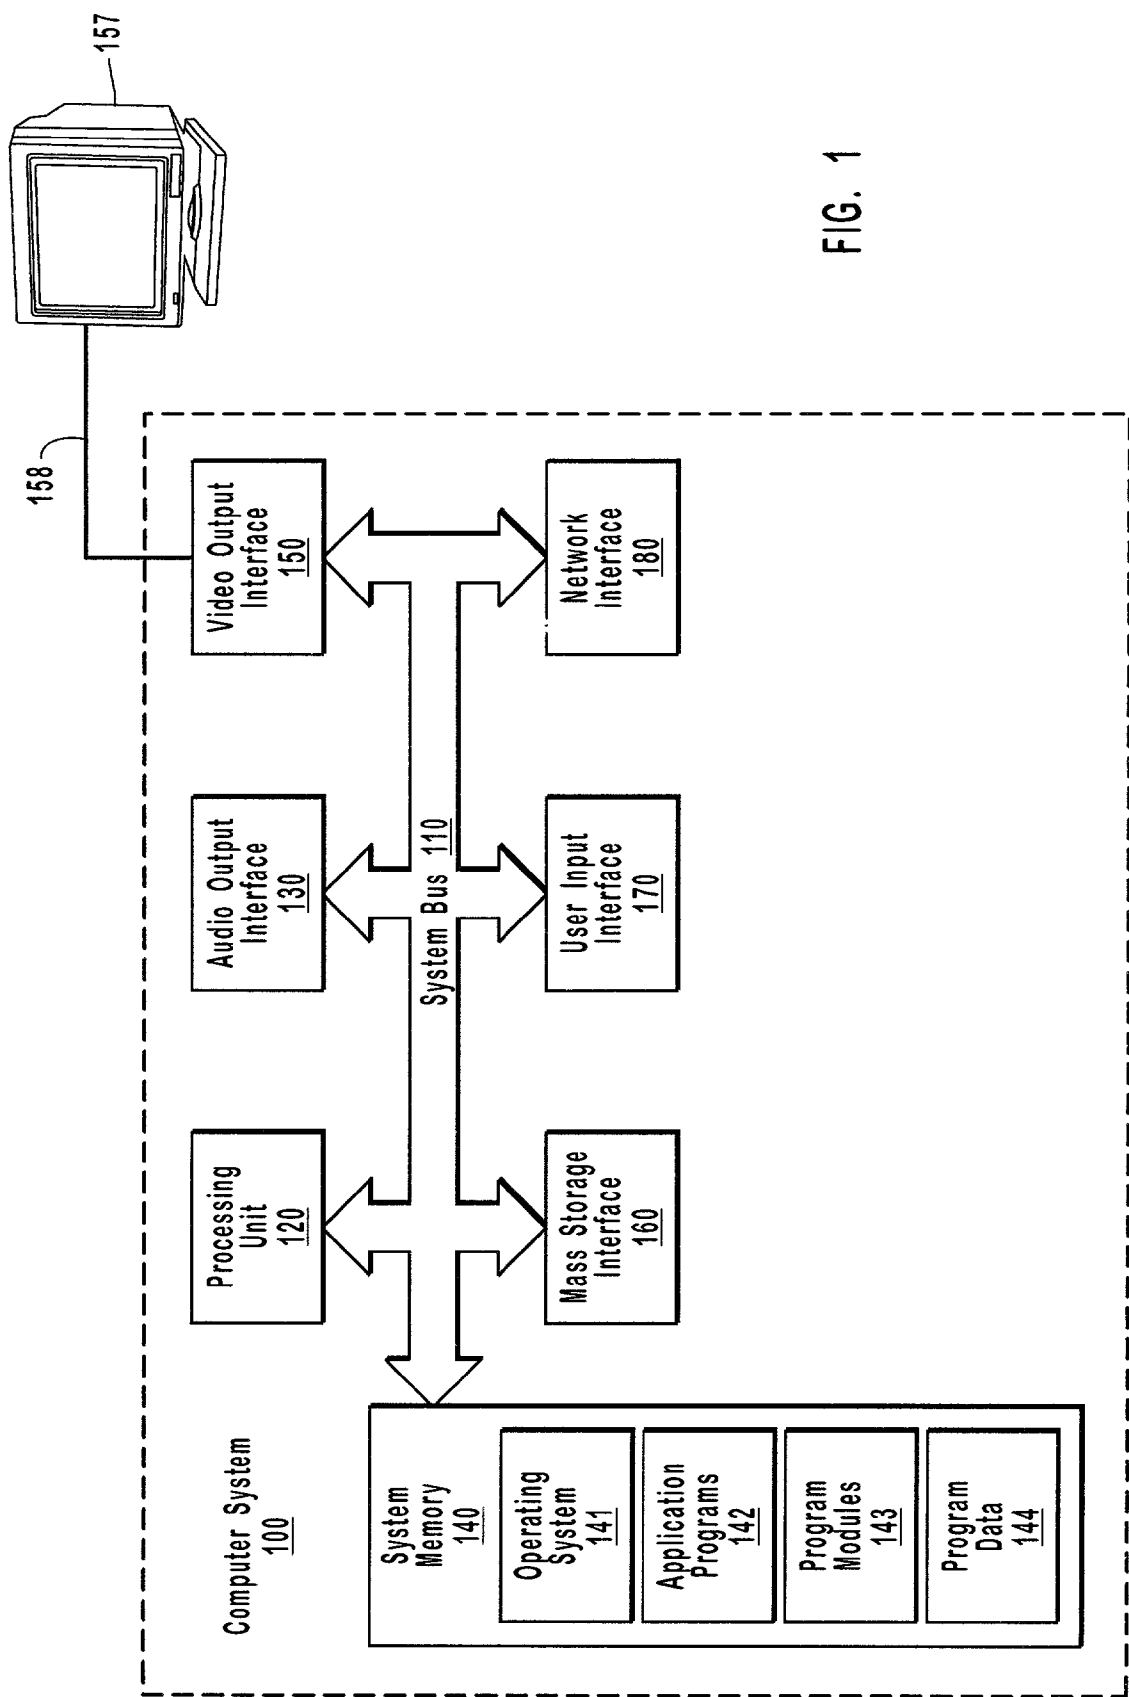 157
158
Computer System
100
Processing
Unit
120
Audio Output
Interface
130
Video Output
Interface
150
System Bus 110
System
Memory
140
Operating
System
141
Application
Programs
142
Program
Modules
143
Program
Data
144
Mass Storage
Interface
160
User Input
Interface
170
Network
Interface
180
FIG. 1